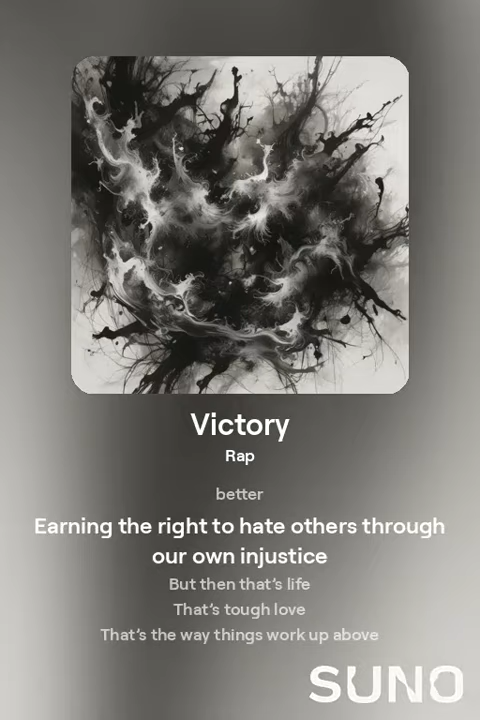 Victory
Rap
better
Earning the right to hate others through
our own injustice
But then that's life
That's tough love
That's the way things work up above
SUNO